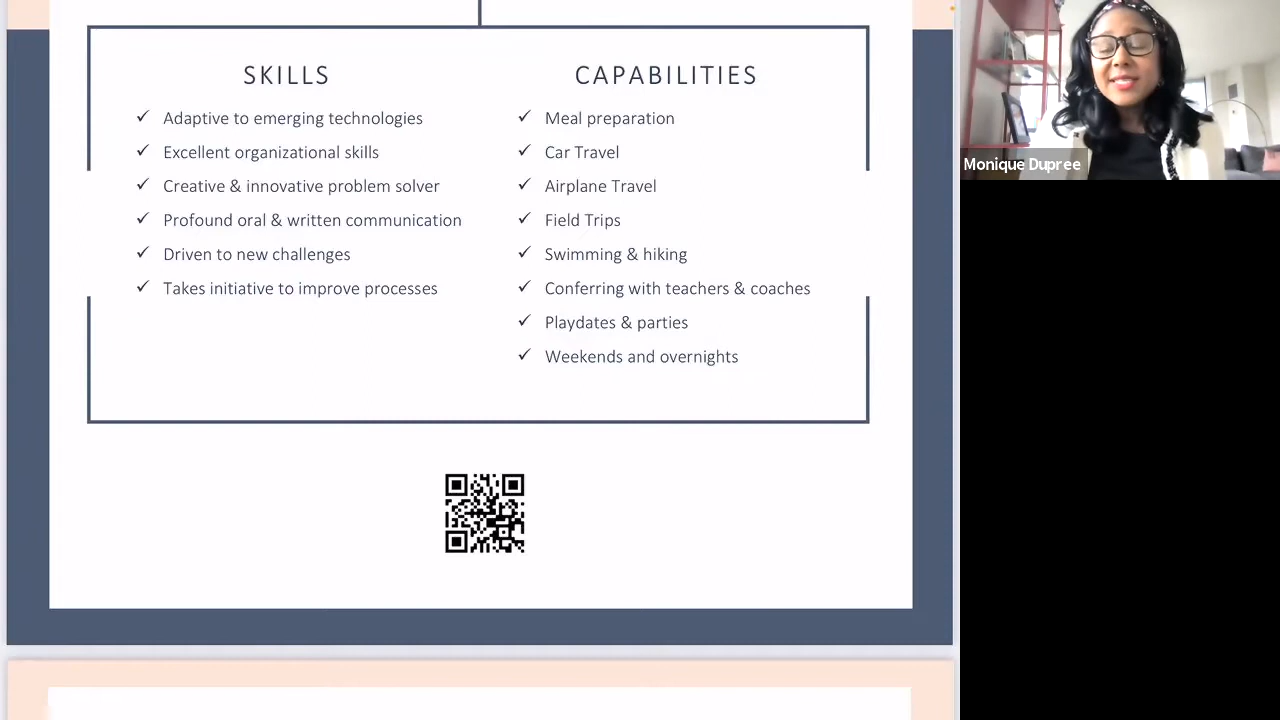 SKILLS
Adaptive to emerging technologies
Excellent organizational skills
Creative & innovative problem solver
Profound oral & written communication
Driven to new challenges
Takes initiative to improve processes
CAPABILITIES
Meal preparation
Car Travel
Airplane Travel
Field Trips
Swimming & hiking
Conferring with teachers & coaches
Playdates & parties
Weekends and overnights
Monique Dupree